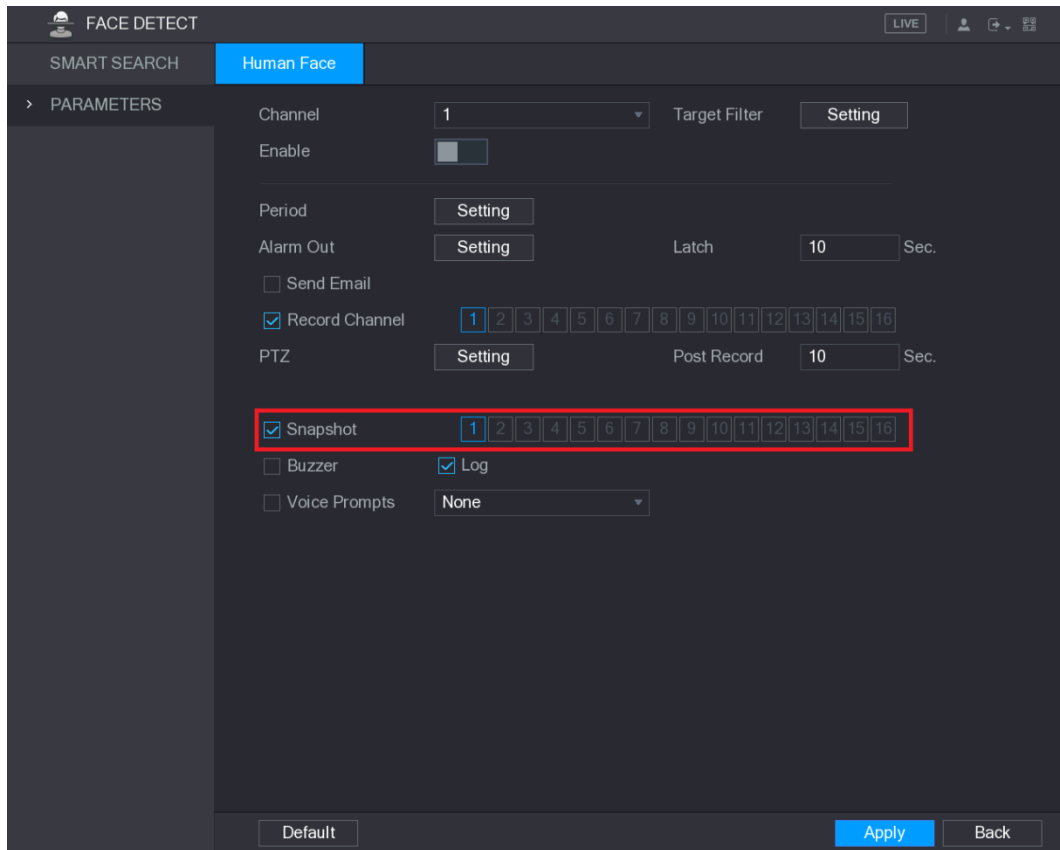 FACE DETECT LIVE
SMART SEARCH Human Face
PARAMETERS
Channel 1 Target Filter Setting
Enable
Period Setting
Alarm Out Setting Latch 10 Sec.
Send Email
Record Channel 1 2 3 4 5 6 7 8 9 10 11 12 13 14 15 16
PTZ Setting Post Record 10 Sec.
Snapshot 1 2 3 4 5 6 7 8 9 10 11 12 13 14 15 16
Buzzer Log
Voice Prompts None
Default Apply Back